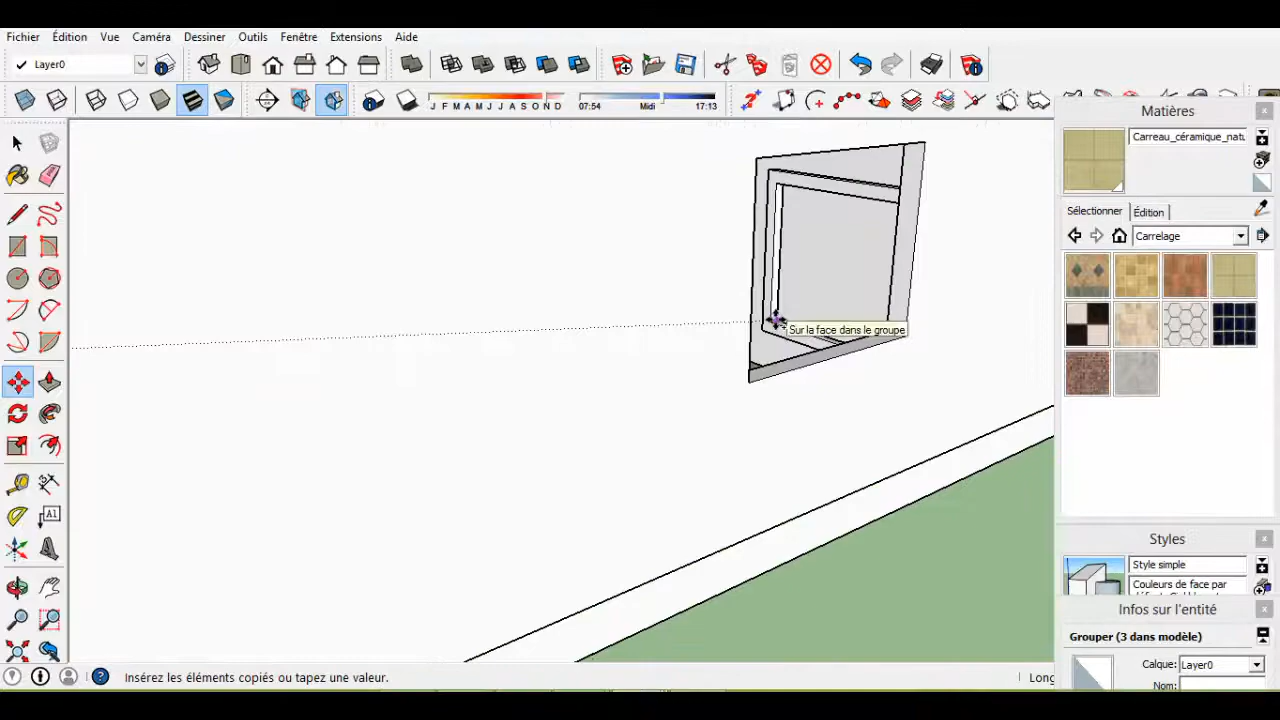 Fichier Édition Vue Caméra Dessiner Outils Fenêtre Extensions Aide
Layer0
J F M A M J J A S O N D
07:54 Midi 17:13
Matières
Carreau_céramique_natu
Sélectionner Édition
Carrelage
Sur la face dans le groupe
A1
Styles
Style simple
Couleurs de face par
Infos sur l'entité
Grouper (3 dans modèle)
Calque: Layer0
Nom:
Insérez les éléments copiés ou tapez une valeur.
Long